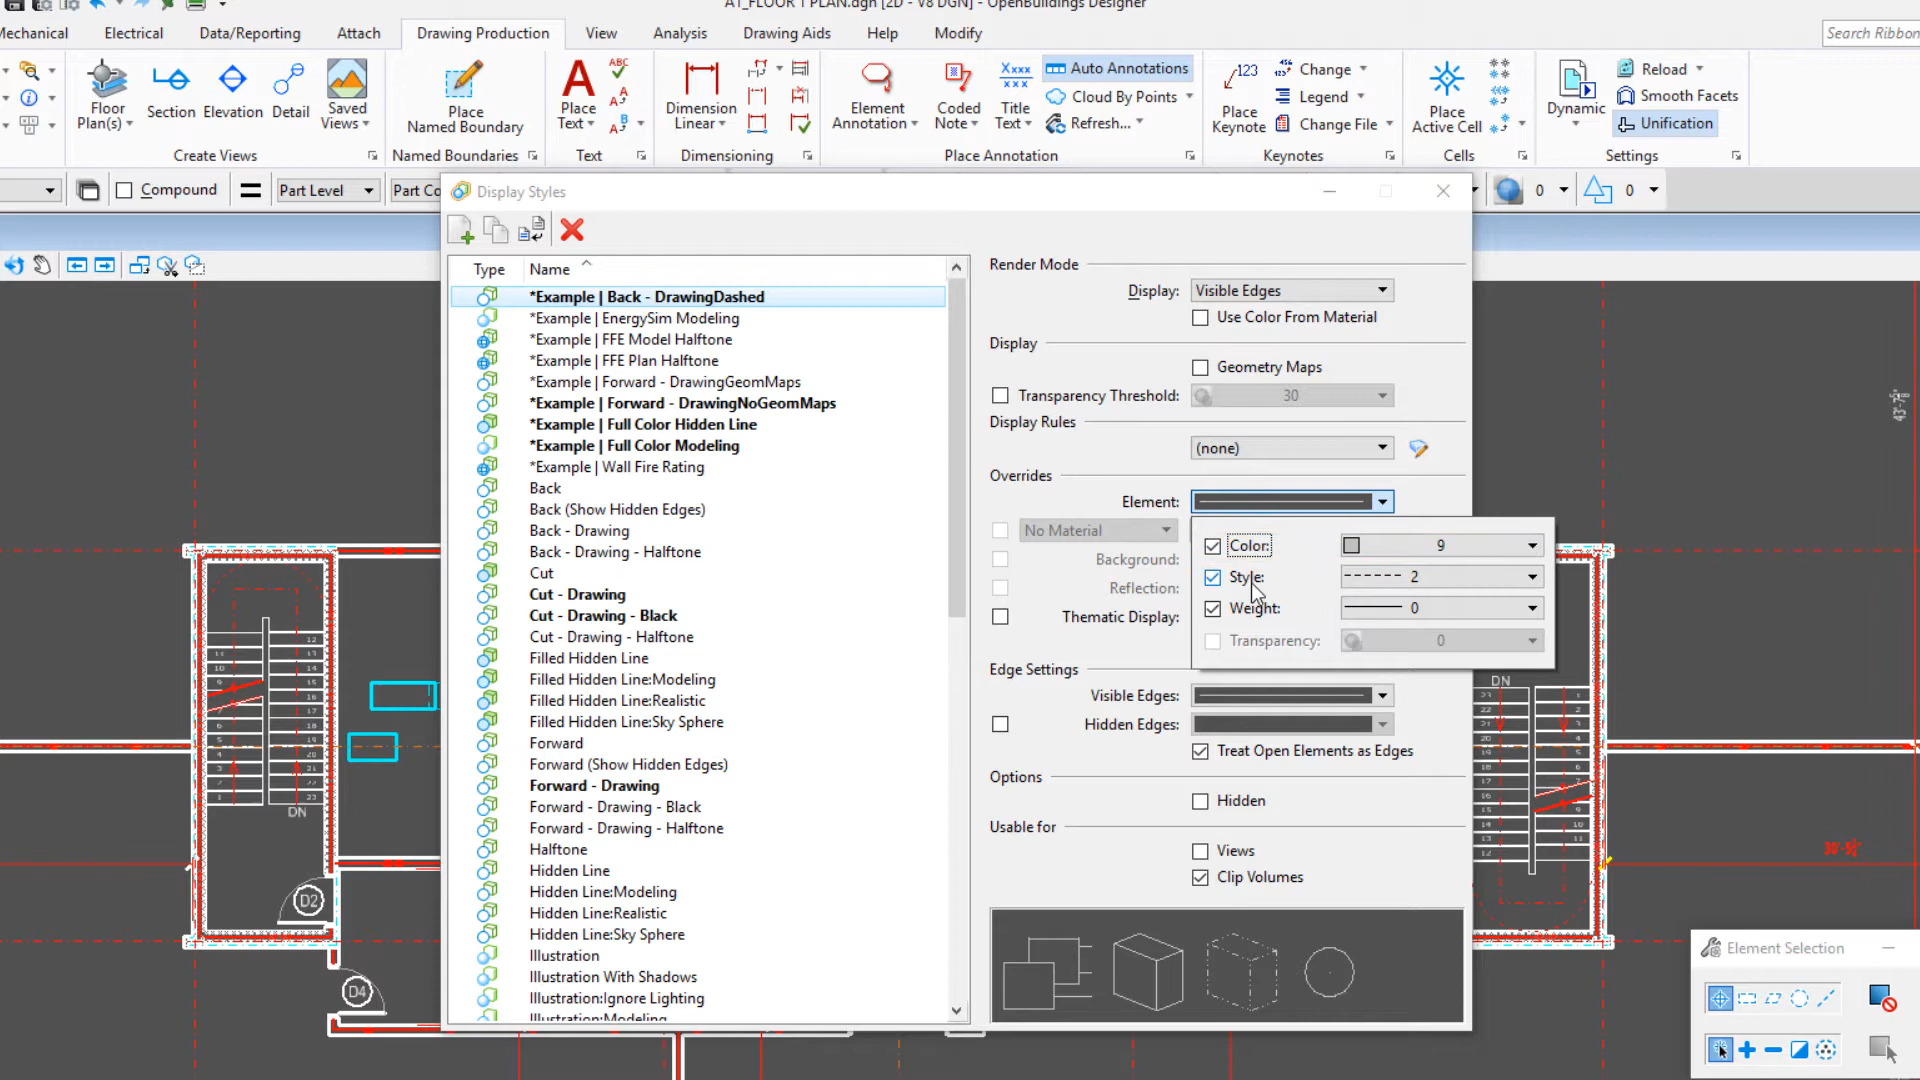 AT_FLOOR 1 PLAN.dgn [2D - V8 DGN] - OpenBuildings Designer
Mechanical Electrical Data/Reporting Attach Drawing Production View Analysis Drawing Aids Help Modify
Search Ribbon
Floor Plan(s)
Section
Elevation
Detail
Saved Views
Create Views
Place Named Boundary
Named Boundaries
Place Text
ABC
Text
Dimension Linear
Dimensioning
Element Annotation
Coded Note
Title Text
Auto Annotations
Cloud By Points
Refresh...
Place Annotation
Place Keynote
Change
Legend
Change File
Keynotes
Place Active Cell
Cells
Dynamic
Reload
Smooth Facets
Unification
Settings
Compound
Part Level
Part Co
0
0
Display Styles
Type Name
*Example | Back - DrawingDashed
*Example | EnergySim Modeling
*Example | FFE Model Halftone
*Example | FFE Plan Halftone
*Example | Forward - DrawingGeomMaps
*Example | Forward - DrawingNoGeomMaps
*Example | Full Color Hidden Line
*Example | Full Color Modeling
*Example | Wall Fire Rating
Back
Back (Show Hidden Edges)
Back - Drawing
Back - Drawing - Halftone
Cut
Cut - Drawing
Cut - Drawing - Black
Cut - Drawing - Halftone
Filled Hidden Line
Filled Hidden Line:Modeling
Filled Hidden Line:Realistic
Filled Hidden Line:Sky Sphere
Forward
Forward (Show Hidden Edges)
Forward - Drawing
Forward - Drawing - Black
Forward - Drawing - Halftone
Halftone
Hidden Line
Hidden Line:Modeling
Hidden Line:Realistic
Hidden Line:Sky Sphere
Illustration
Illustration With Shadows
Illustration:Ignore Lighting
Illustration:Modeling
Render Mode
Display: Visible Edges
Use Color From Material
Display
Geometry Maps
Transparency Threshold: 30
Display Rules
(none)
Overrides
Element:
No Material
Background:
Reflection:
Thematic Display:
Color: 9
Style: 2
Weight: 0
Transparency: 0
Edge Settings
Visible Edges:
Hidden Edges:
Treat Open Elements as Edges
Options
Hidden
Usable for
Views
Clip Volumes
DN
DN
D2
D4
Element Selection